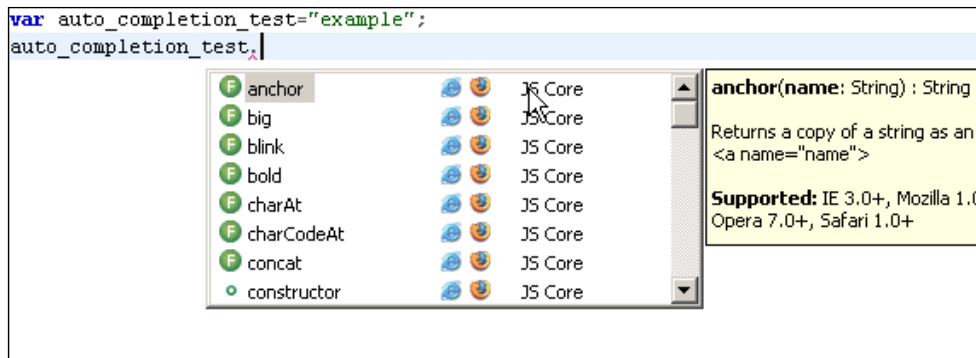 var auto_completion_test="example";
auto_completion_test.
F anchor JS Core
F big JS Core
F blink JS Core
F bold JS Core
F charAt JS Core
F charCodeAt JS Core
F concat JS Core
constructor JS Core
anchor(name: String) : String
Returns a copy of a string as an
<a name="name">
Supported: IE 3.0+, Mozilla 1.0
Opera 7.0+, Safari 1.0+